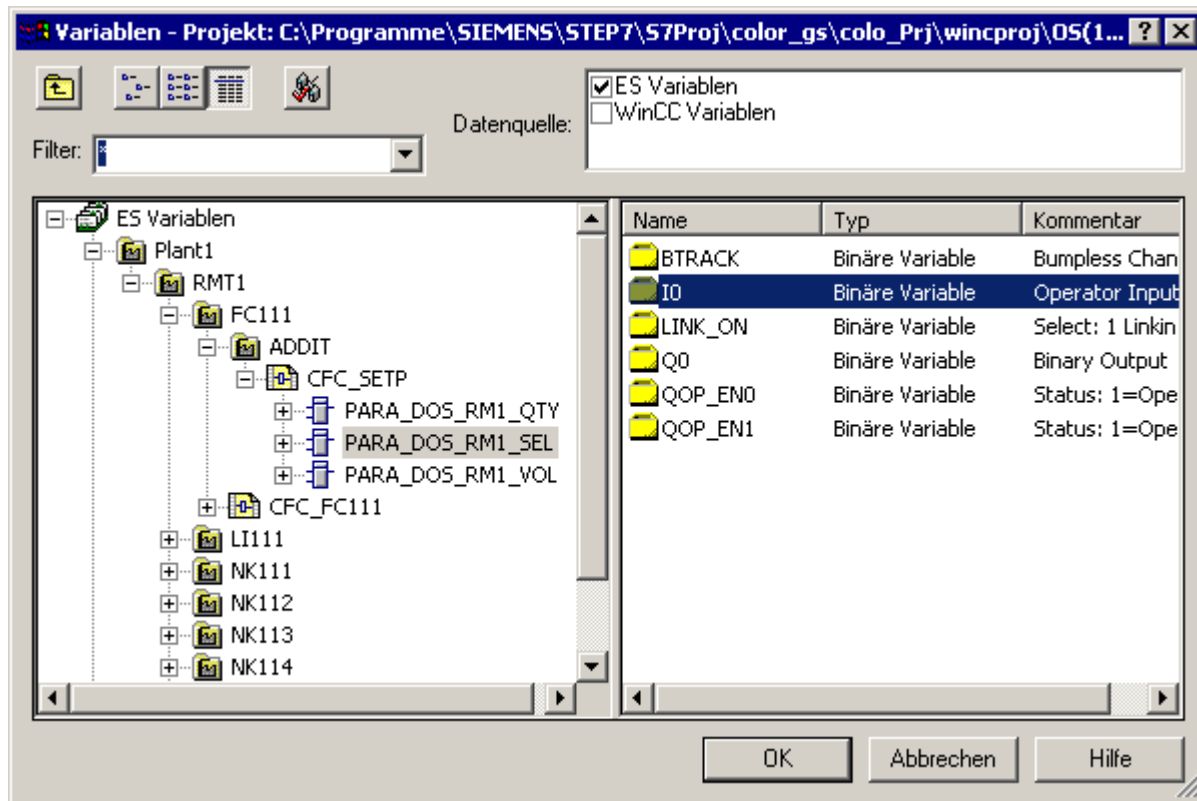 Variablen - Projekt: C:\Programme\SIEMENS\STEP7\S7Proj\color_gs\colo_Prj\wincproj\OS(1...
Filter: *
Datenquelle:
ES Variablen
WinCC Variablen
ES Variablen
Plant1
RMT1
FC111
ADDIT
CFC_SETP
PARA_DOS_RM1_QTY
PARA_DOS_RM1_SEL
PARA_DOS_RM1_VOL
CFC_FC111
LI111
NK111
NK112
NK113
NK114
Name Typ Kommentar
BTRACK Binäre Variable Bumpless Chan
I0 Binäre Variable Operator Input
LINK_ON Binäre Variable Select: 1 Linkin
Q0 Binäre Variable Binary Output
QOP_EN0 Binäre Variable Status: 1=Ope
QOP_EN1 Binäre Variable Status: 1=Ope
OK Abbrechen Hilfe